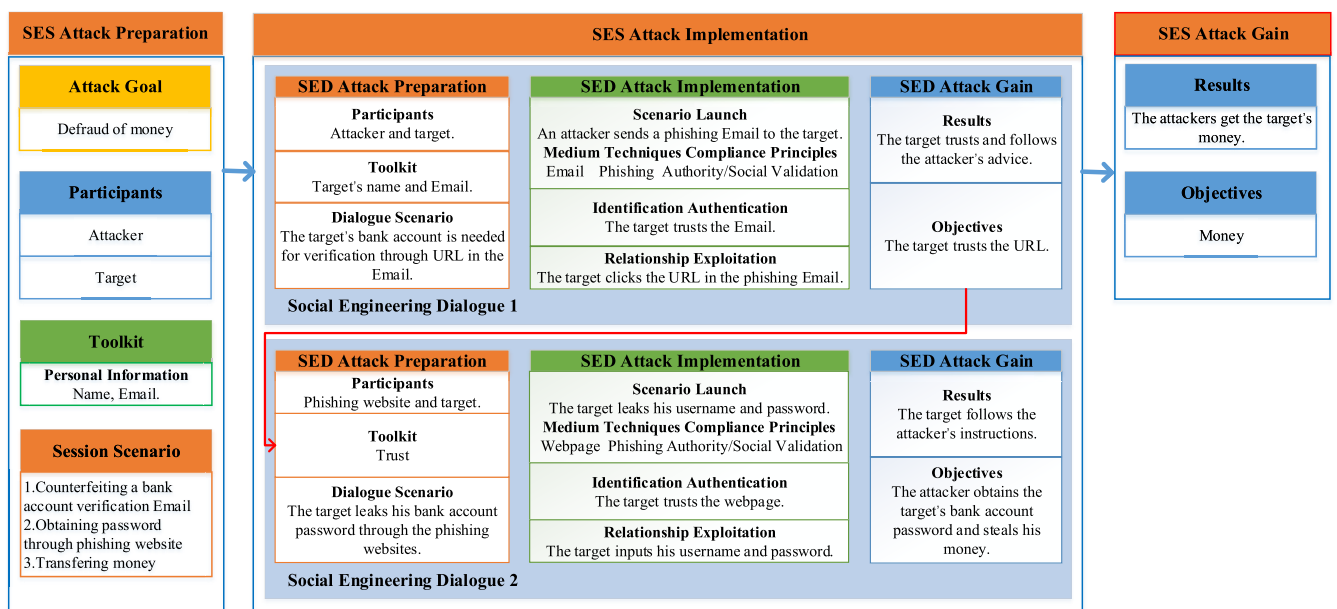 SES Attack Preparation
Attack Goal
Defraud of money
Participants
Attacker
Target
Toolkit
Personal Information
Name, Email.
Session Scenario
1.Counterfeiting a bank
account verification Email
2.Obtaining password
through phishing website
3.Transfering money
SES Attack Implementation
SED Attack Preparation
Participants
Attacker and target.
Toolkit
Target's name and Email.
Dialogue Scenario
The target's bank account is needed
for verification through URL in the
Email.
SED Attack Implementation
Scenario Launch
An attacker sends a phishing Email to the target.
Medium Techniques Compliance Principles
Email Phishing Authority/Social Validation
Identification Authentication
The target trusts the Email.
Relationship Exploitation
The target clicks the URL in the phishing Email.
SED Attack Gain
Results
The target trusts and follows
the attacker's advice.
Objectives
The target trusts the URL.
Social Engineering Dialogue 1
SED Attack Preparation
Participants
Phishing website and target.
Toolkit
Trust
Dialogue Scenario
The target leaks his bank account
password through the phishing
websites.
SED Attack Implementation
Scenario Launch
The target leaks his username and password.
Medium Techniques Compliance Principles
Webpage Phishing Authority/Social Validation
Identification Authentication
The target trusts the webpage.
Relationship Exploitation
The target inputs his username and password.
SED Attack Gain
Results
The target follows the
attacker's instructions.
Objectives
The attacker obtains the
target's bank account
password and steals his
money.
Social Engineering Dialogue 2
SES Attack Gain
Results
The attackers get the target's
money.
Objectives
Money